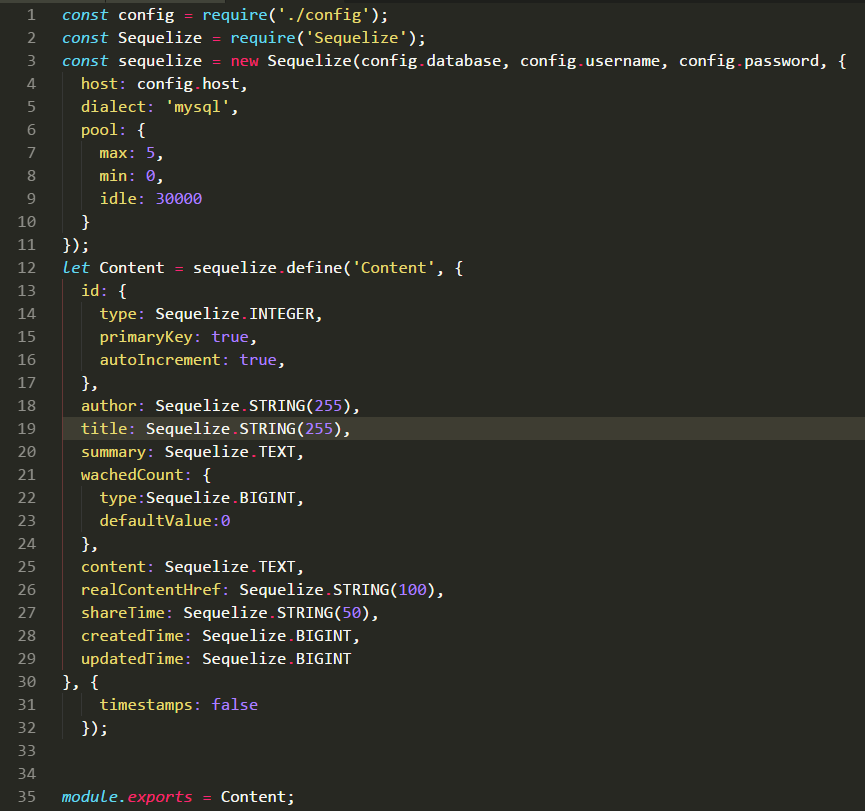 1 const config = require('./config');
2 const Sequelize = require('Sequelize');
3 const sequelize = new Sequelize(config.database, config.username, config.password, {
4   host: config.host,
5   dialect: 'mysql',
6   pool: {
7     max: 5,
8     min: 0,
9     idle: 30000
10   }
11 });
12 let Content = sequelize.define('Content', {
13   id: {
14     type: Sequelize.INTEGER,
15     primaryKey: true,
16     autoIncrement: true,
17   },
18   author: Sequelize.STRING(255),
19   title: Sequelize.STRING(255),
20   summary: Sequelize.TEXT,
21   wachedCount: {
22     type:Sequelize.BIGINT,
23     defaultValue:0
24   },
25   content: Sequelize.TEXT,
26   realContentHref: Sequelize.STRING(100),
27   shareTime: Sequelize.STRING(50),
28   createdTime: Sequelize.BIGINT,
29   updatedTime: Sequelize.BIGINT
30 }, {
31     timestamps: false
32   });
33
34
35 module.exports = Content;